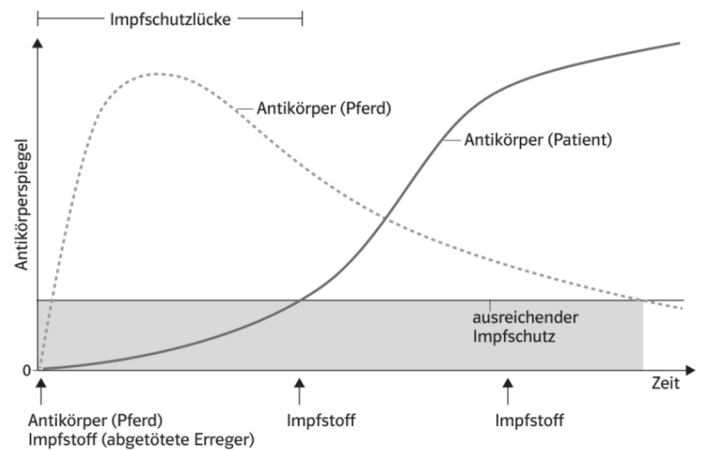 Impfschutzlücke
Antikörper (Pferd)
Antikörper (Patient)
Antikörperspiegel
ausreichender
Impfschutz
0
Zeit
Antikörper (Pferd)
Impfstoff (abgetötete Erreger)
Impfstoff
Impfstoff